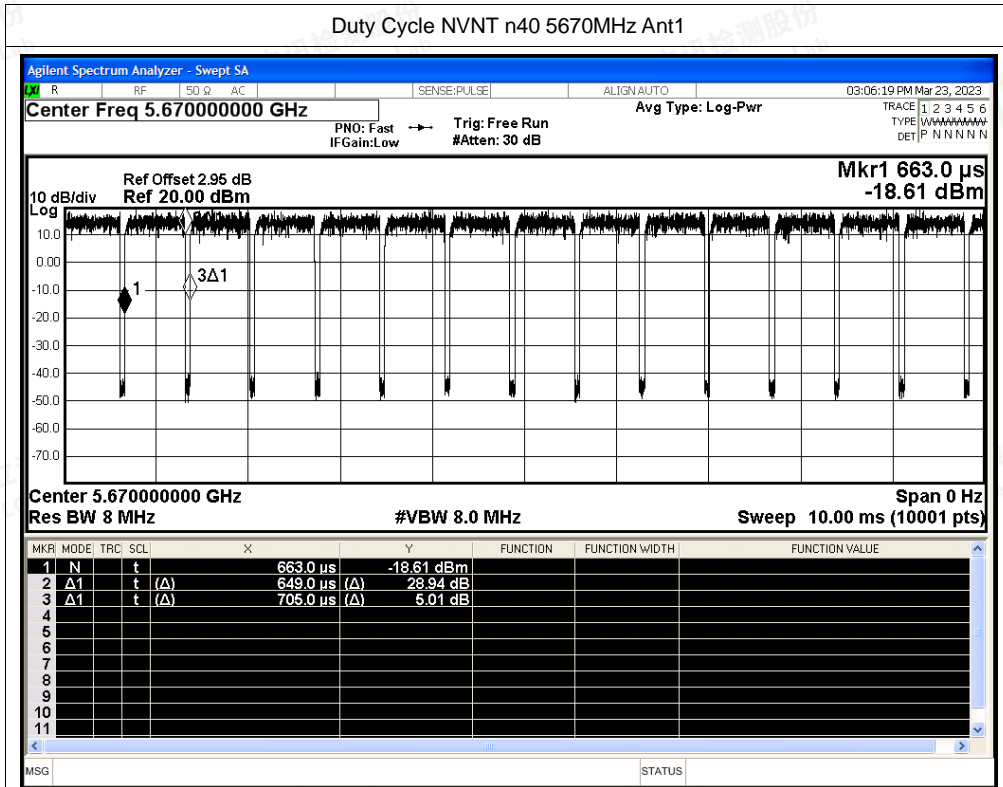 Duty Cycle NVNT n40 5670MHz Ant1
Agilent Spectrum Analyzer - Swept SA
LXI R RF 50 Ω AC SENSE:PULSE ALIGN AUTO 03:06:19 PM Mar 23, 2023
Center Freq 5.670000000 GHz Avg Type: Log-Pwr TRACE 1 2 3 4 5 6
PNO: Fast Trig: Free Run TYPE
IFGain:Low #Atten: 30 dB DET P N N N N N
Mkr1 663.0 µs
Ref Offset 2.95 dB
10 dB/div Ref 20.00 dBm -18.61 dBm
Log
10.0
0.00
3Δ1
-10.0 1
-20.0
-30.0
-40.0
-50.0
-60.0
-70.0
Center 5.670000000 GHz Span 0 Hz
Res BW 8 MHz #VBW 8.0 MHz Sweep 10.00 ms (10001 pts)
MKR MODE TRC SCL X Y FUNCTION FUNCTION WIDTH FUNCTION VALUE
1 N t 663.0 µs -18.61 dBm
2 Δ1 t (Δ) 649.0 µs (Δ) 28.94 dB
3 Δ1 t (Δ) 705.0 µs (Δ) 5.01 dB
4
5
6
7
8
9
10
11
MSG STATUS